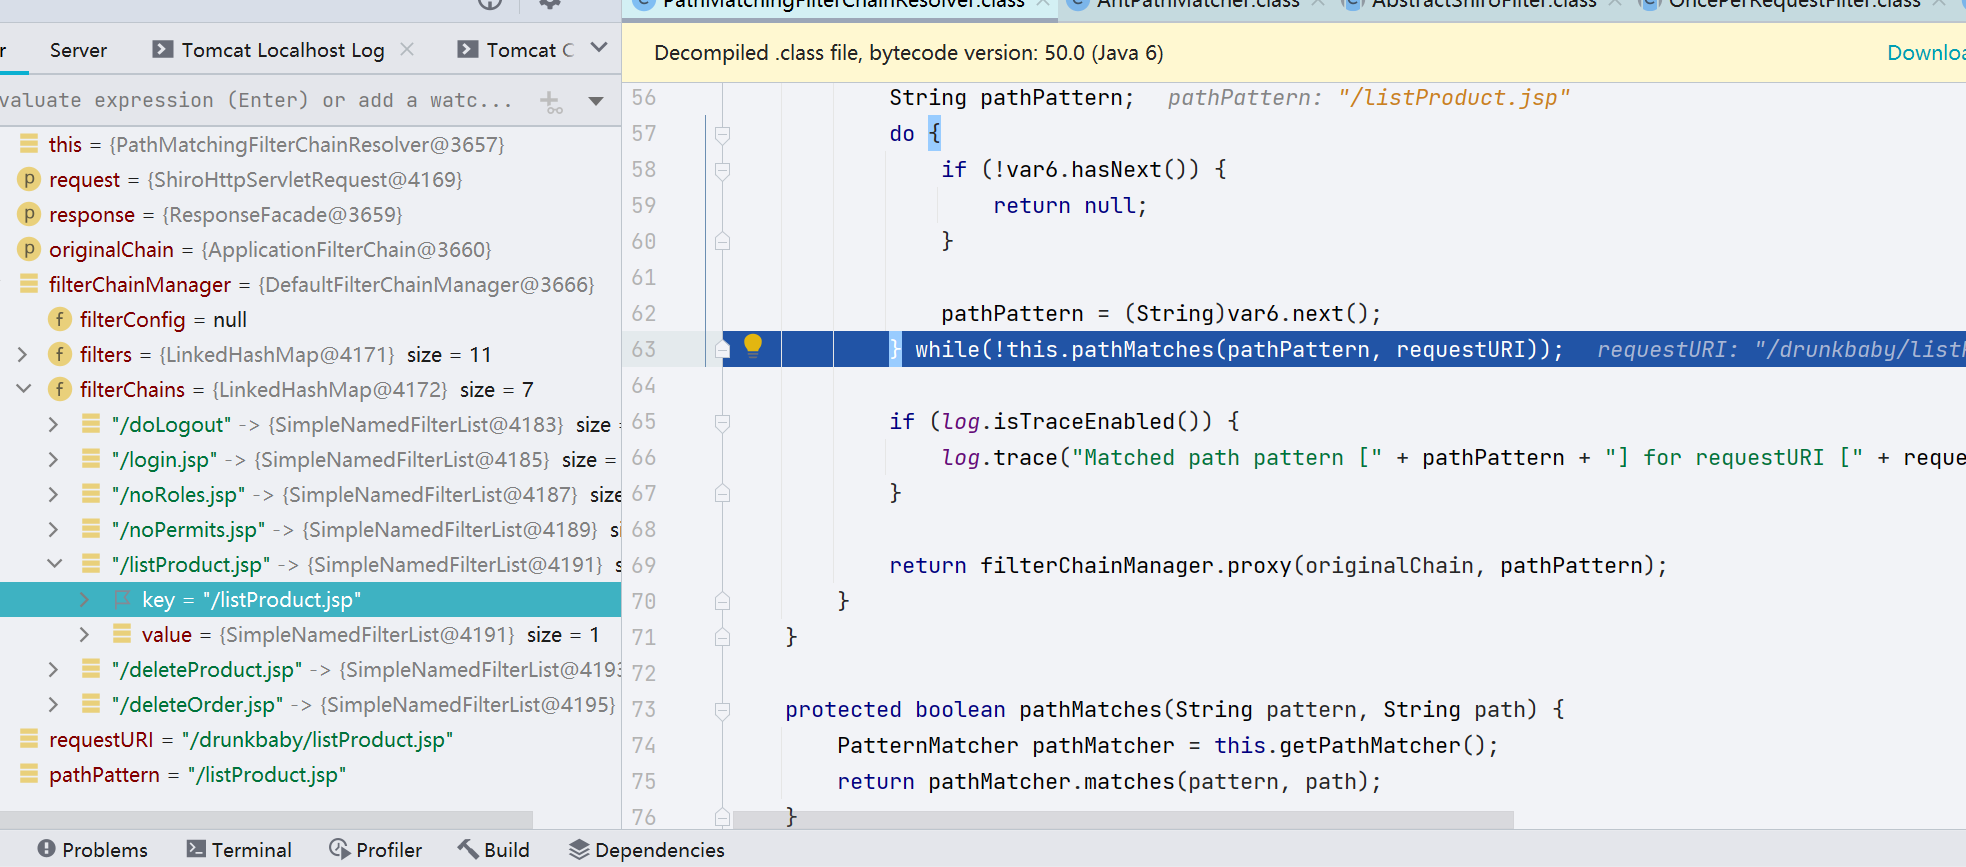 PathMatchingFilterChainResolver.class
AntPathMatcher.class
AbstractShiroFilter.class
OncePerRequestFilter.class
r
Server
Tomcat Localhost Log
Tomcat C
Decompiled .class file, bytecode version: 50.0 (Java 6)
Downloa
valuate expression (Enter) or add a watc...
this = {PathMatchingFilterChainResolver@3657}
request = {ShiroHttpServletRequest@4169}
response = {ResponseFacade@3659}
originalChain = {ApplicationFilterChain@3660}
filterChainManager = {DefaultFilterChainManager@3666}
filterConfig = null
filters = {LinkedHashMap@4171} size = 11
filterChains = {LinkedHashMap@4172} size = 7
"/doLogout" -> {SimpleNamedFilterList@4183} size
"/login.jsp" -> {SimpleNamedFilterList@4185} size =
"/noRoles.jsp" -> {SimpleNamedFilterList@4187} size
"/noPermits.jsp" -> {SimpleNamedFilterList@4189} si
"/listProduct.jsp" -> {SimpleNamedFilterList@4191} s
key = "/listProduct.jsp"
value = {SimpleNamedFilterList@4191} size = 1
"/deleteProduct.jsp" -> {SimpleNamedFilterList@4193
"/deleteOrder.jsp" -> {SimpleNamedFilterList@4195}
requestURI = "/drunkbaby/listProduct.jsp"
pathPattern = "/listProduct.jsp"
56 String pathPattern; pathPattern: "/listProduct.jsp"
57 do {
58 if (!var6.hasNext()) {
59 return null;
60 }
61
62 pathPattern = (String)var6.next();
63 } while(!this.pathMatches(pathPattern, requestURI)); requestURI: "/drunkbaby/listP
64
65 if (log.isTraceEnabled()) {
66 log.trace("Matched path pattern [" + pathPattern + "] for requestURI [" + reque
67 }
68
69 return filterChainManager.proxy(originalChain, pathPattern);
70 }
71 }
72
73 protected boolean pathMatches(String pattern, String path) {
74 PatternMatcher pathMatcher = this.getPathMatcher();
75 return pathMatcher.matches(pattern, path);
76 }
Problems
Terminal
Profiler
Build
Dependencies